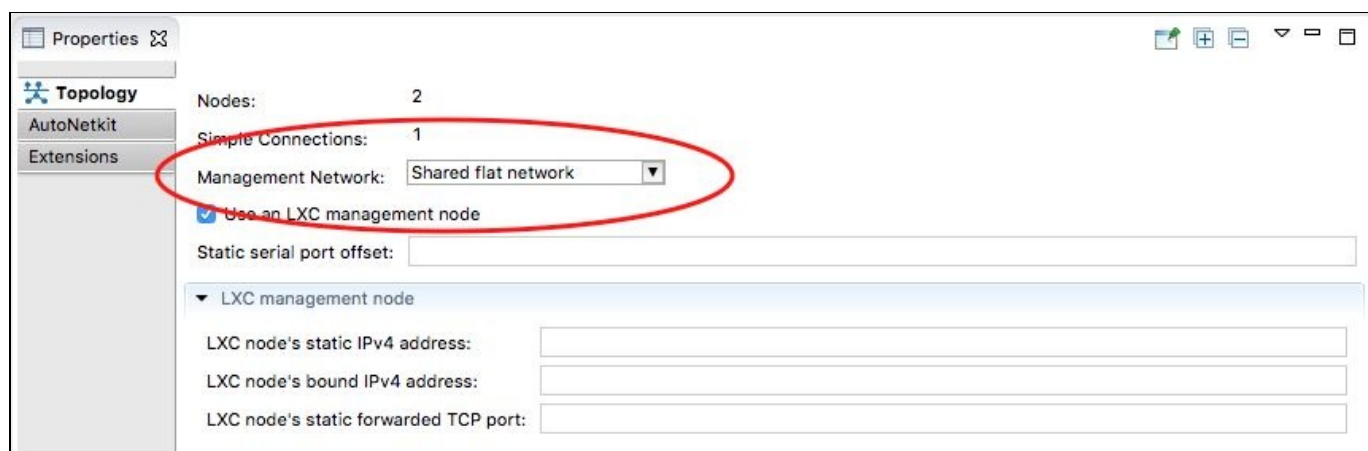 Properties
Topology
AutoNetkit
Extensions
Nodes: 2
Simple Connections: 1
Management Network: Shared flat network
Use an LXC management node
Static serial port offset:
LXC management node
LXC node's static IPv4 address:
LXC node's bound IPv4 address:
LXC node's static forwarded TCP port: